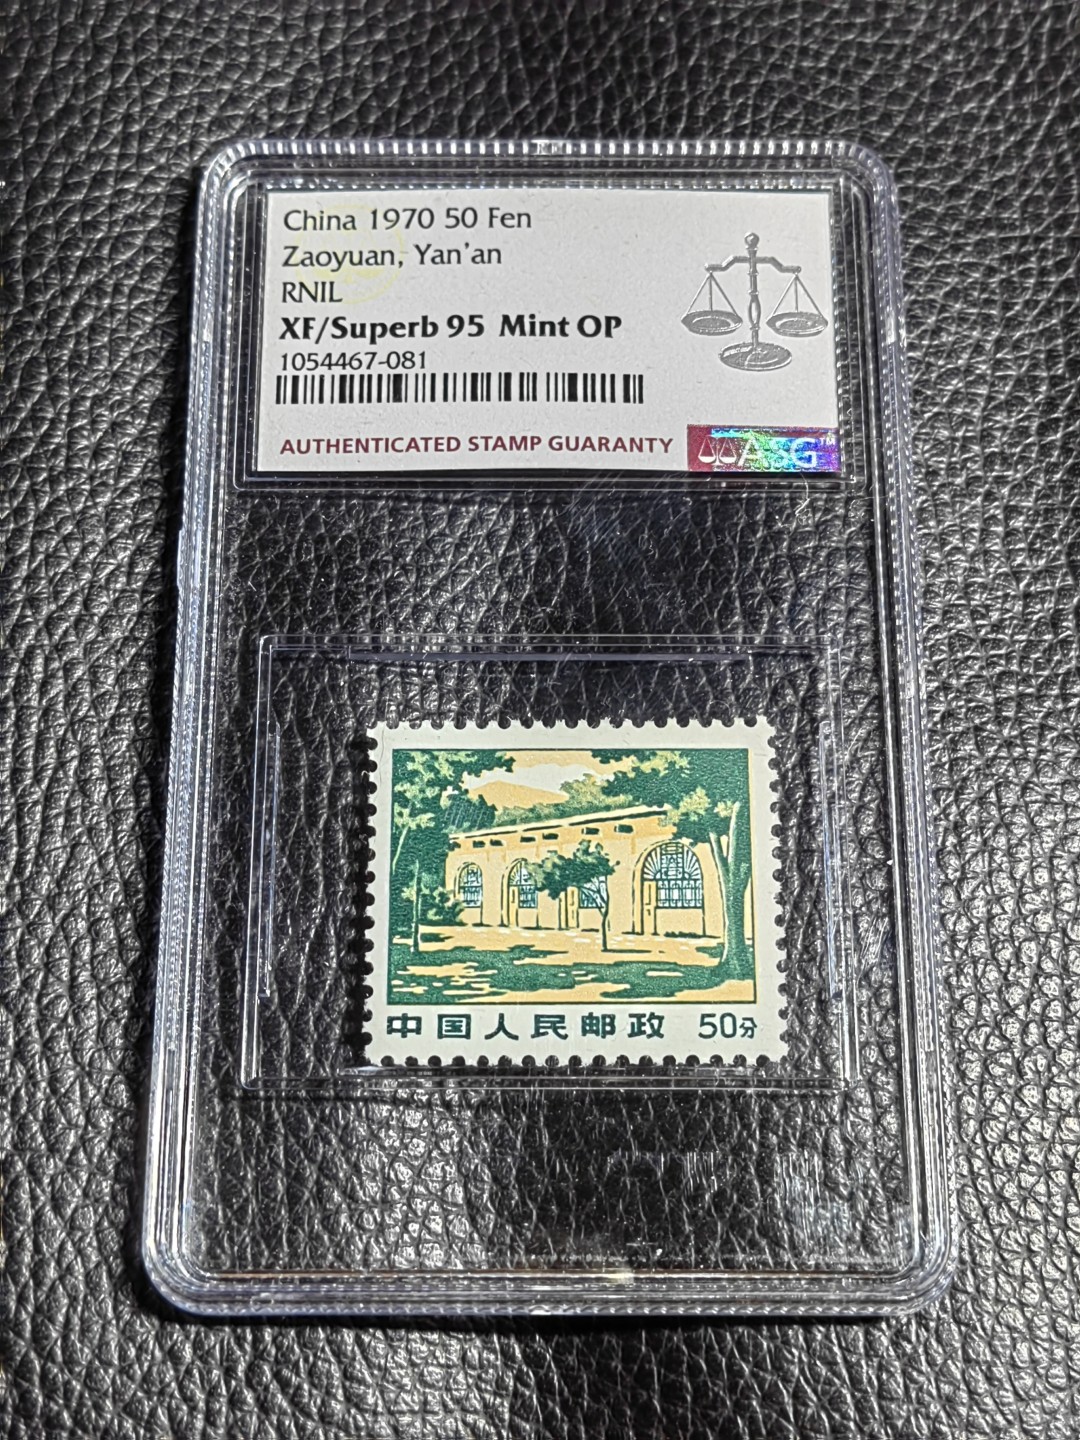 China 1970 50 Fen
Zaoyuan, Yan'an
RNIL
XF/Superb 95 Mint OP
1054467-081
AUTHENTICATED STAMP GUARANTY
ASG™
中国人民邮政 50分